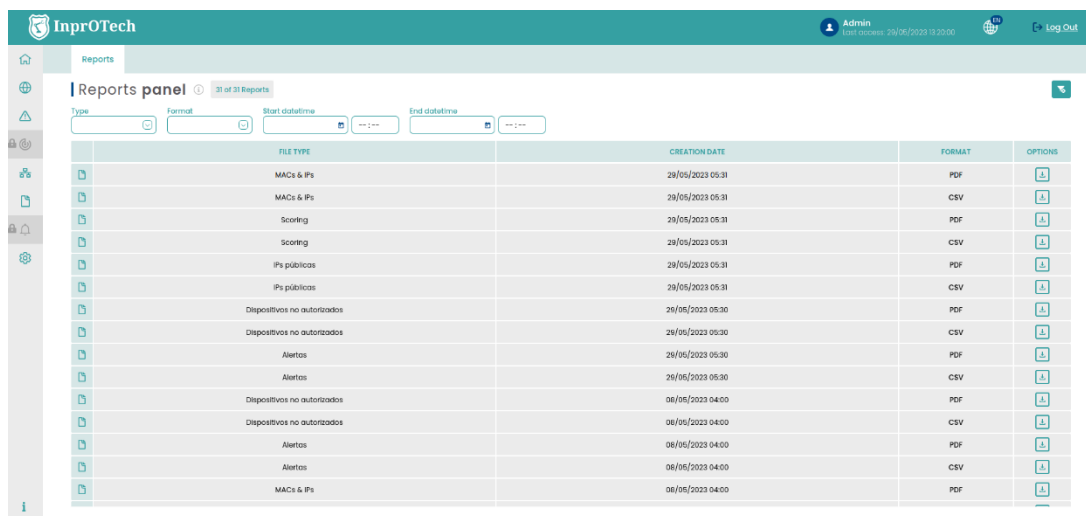 InprOTech
Admin
Last access: 29/05/2023 13:20:00
EN
Log Out
Reports
Reports panel
31 of 31 Reports
Type
Format
Start datetime
End datetime
--:--
--:--
FILE TYPE CREATION DATE FORMAT OPTIONS
MACs & IPs 29/05/2023 05:31 PDF
MACs & IPs 29/05/2023 05:31 CSV
Scoring 29/05/2023 05:31 PDF
Scoring 29/05/2023 05:31 CSV
IPs públicas 29/05/2023 05:31 PDF
IPs públicas 29/05/2023 05:31 CSV
Dispositivos no autorizados 29/05/2023 05:30 PDF
Dispositivos no autorizados 29/05/2023 05:30 CSV
Alertas 29/05/2023 05:30 PDF
Alertas 29/05/2023 05:30 CSV
Dispositivos no autorizados 08/05/2023 04:00 PDF
Dispositivos no autorizados 08/05/2023 04:00 CSV
Alertas 08/05/2023 04:00 PDF
Alertas 08/05/2023 04:00 CSV
MACs & IPs 08/05/2023 04:00 PDF